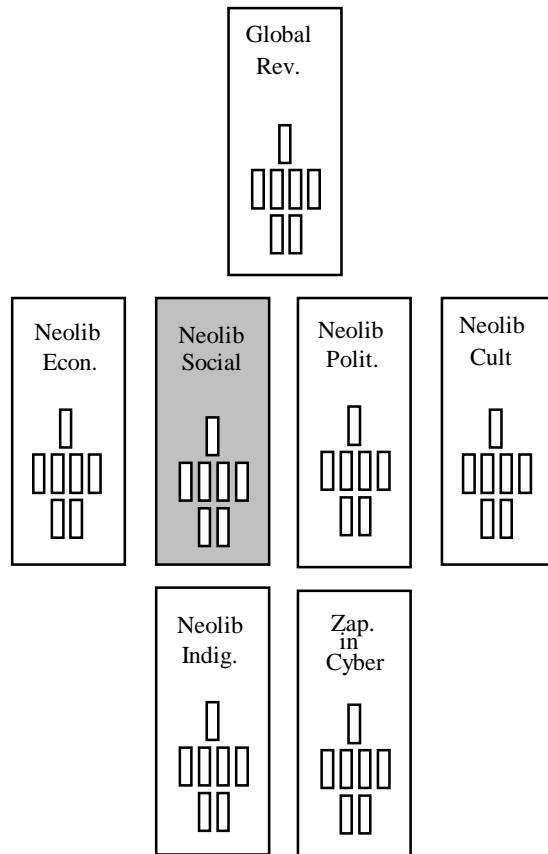 Global
Rev.
Neolib
Econ.
Neolib
Social
Neolib
Polit.
Neolib
Cult
Neolib
Indig.
Zap.
in
Cyber